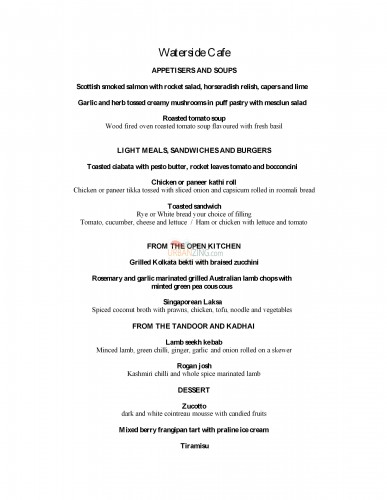 Waterside Cafe
APPETISERS AND SOUPS
Scottish smoked salmon with rocket salad, horseradish relish, capers and lime
Garlic and herb tossed creamy mushrooms in puff pastry with mesclun salad
Roasted tomato soup
Wood fired oven roasted tomato soup flavoured with fresh basil
LIGHT MEALS, SANDWICHES AND BURGERS
Toasted ciabata with pesto butter, rocket leaves tomato and bocconcini
Chicken or paneer kathi roll
Chicken or paneer tikka tossed with sliced onion and capsicum rolled in roomali bread
Toasted sandwich
Rye or White bread your choice of filling
Tomato, cucumber, cheese and lettuce / Ham or chicken with lettuce and tomato
FROM THE OPEN KITCHEN
URBANZING.com
Grilled Kolkata bekti with braised zucchini
Rosemary and garlic marinated grilled Australian lamb chops with
minted green pea cous cous
Singaporean Laksa
Spiced coconut broth with prawns, chicken, tofu, noodle and vegetables
FROM THE TANDOOR AND KADHAI
Lamb seekh kebab
Minced lamb, green chilli, ginger, garlic and onion rolled on a skewer
Rogan josh
Kashmiri chilli and whole spice marinated lamb
DESSERT
Zucotto
dark and white cointreau mousse with candied fruits
Mixed berry frangipan tart with praline ice cream
Tiramisu